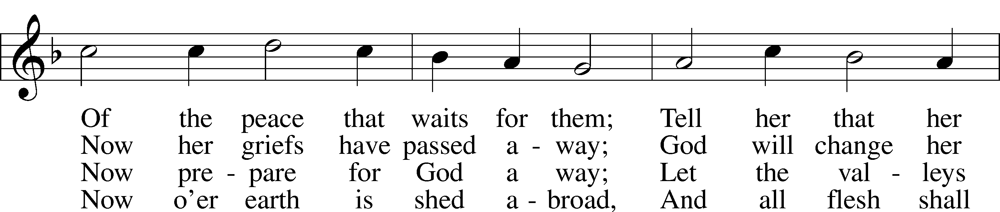 Of the peace that waits for them; Tell her that her
Now her griefs have passed a - way; God will change her
Now pre - pare for God a way; Let the val - leys
Now o’er earth is shed a - broad, And all flesh shall